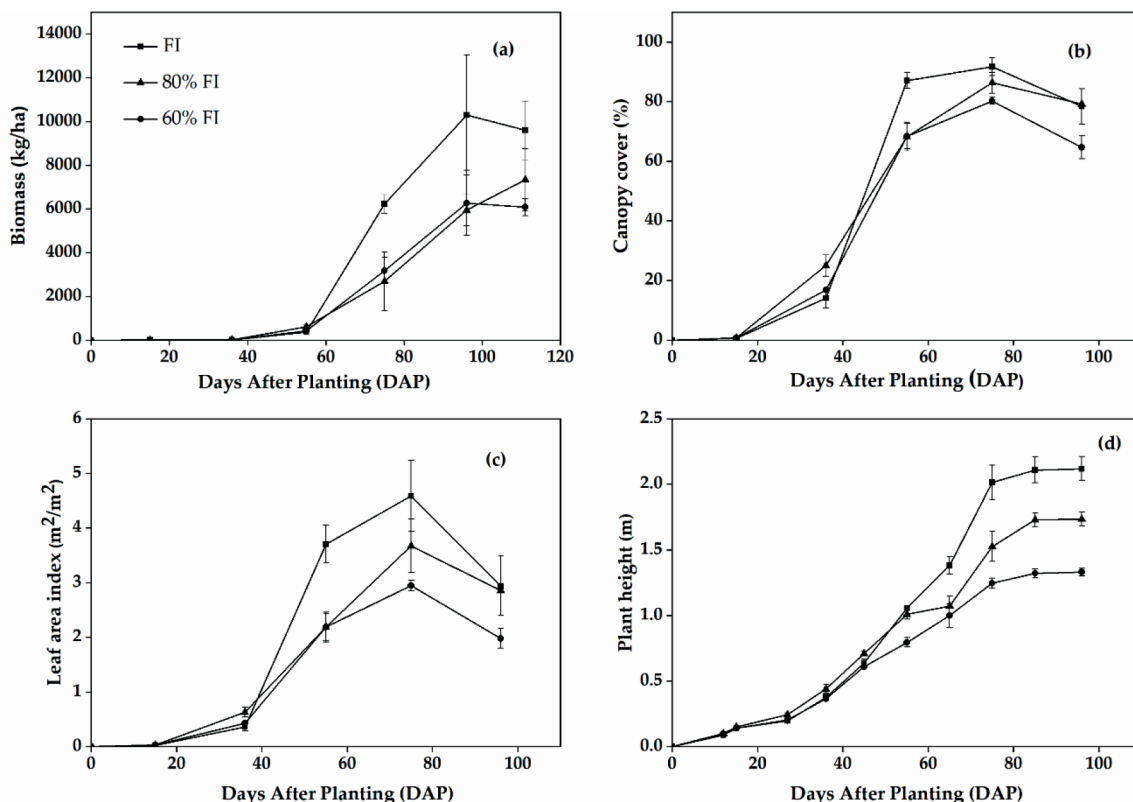 14000
12000
10000
8000
6000
4000
2000
0
0 20 40 60 80 100 120
Biomass (kg/ha)
Days After Planting (DAP)
FI
80% FI
60% FI
(a)
100
80
60
40
20
0
0 20 40 60 80 100
Canopy cover (%)
Days After Planting (DAP)
(b)
6
5
4
3
2
1
0
0 20 40 60 80 100
Leaf area index (m²/m²)
Days After Planting (DAP)
(c)
2.5
2.0
1.5
1.0
0.5
0.0
0 20 40 60 80 100
Plant height (m)
Days After Planting (DAP)
(d)